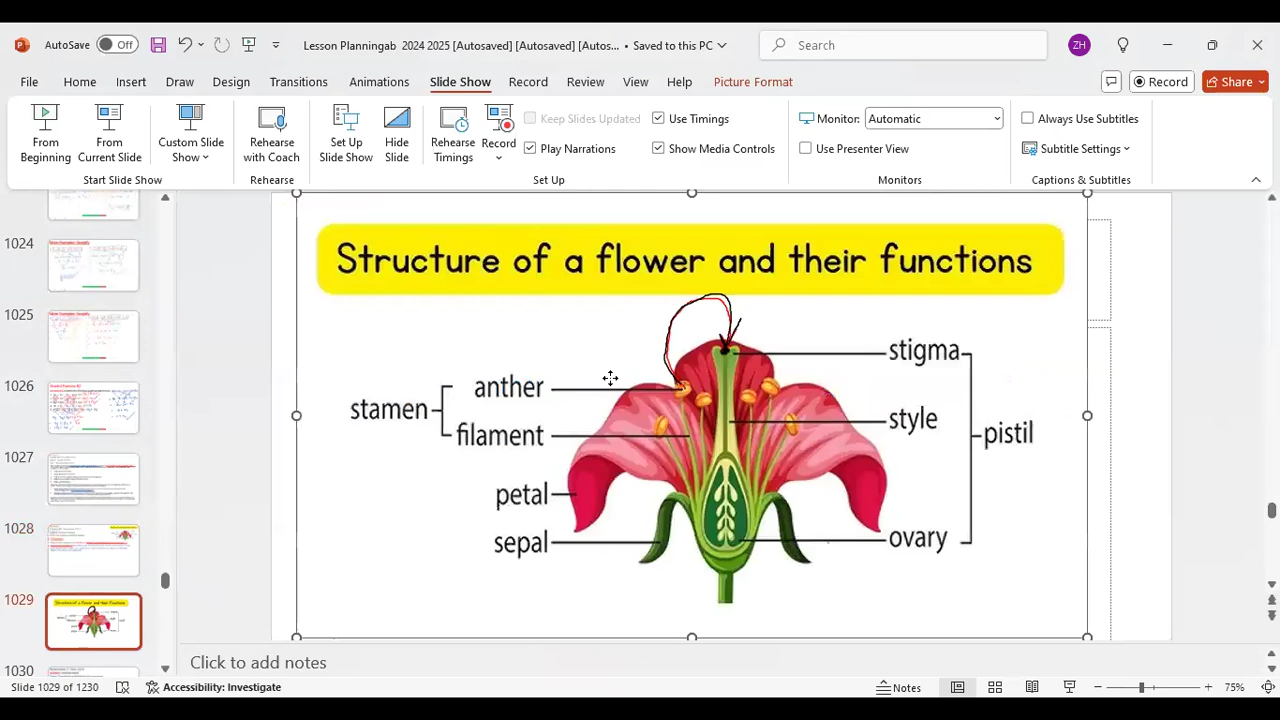 AutoSave Off Lesson Planningab 2024 2025 [Autosaved] [Autosaved] [Autos... • Saved to this PC Search ZH
File Home Insert Draw Design Transitions Animations Slide Show Record Review View Help Picture Format Record Share
From Beginning
From Current Slide
Custom Slide Show
Start Slide Show
Rehearse with Coach
Rehearse
Set Up Slide Show
Hide Slide
Rehearse Timings
Record
Keep Slides Updated
Play Narrations
Use Timings
Show Media Controls
Set Up
Monitor: Automatic
Use Presenter View
Monitors
Always Use Subtitles
Subtitle Settings
Captions & Subtitles
1024
1025
1026
1027
1028
1029
1030
Structure of a flower and their functions
stigma
anther
stamen
style
filament
pistil
petal
sepal
ovary
Click to add notes
Slide 1029 of 1230 Accessibility: Investigate Notes 75%